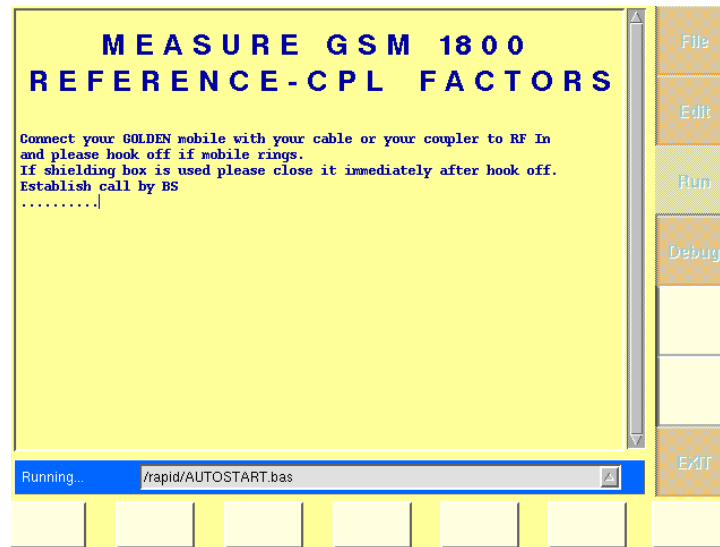 MEASURE GSM 1800
REFERENCE-CPL FACTORS
Connect your GOLDEN mobile with your cable or your coupler to RF In
and please hook off if mobile rings.
If shielding box is used please close it immediately after hook off.
Establish call by BS
..........
File
Edit
Run
Debug
EXIT
Running...
/rapid/AUTOSTART.bas